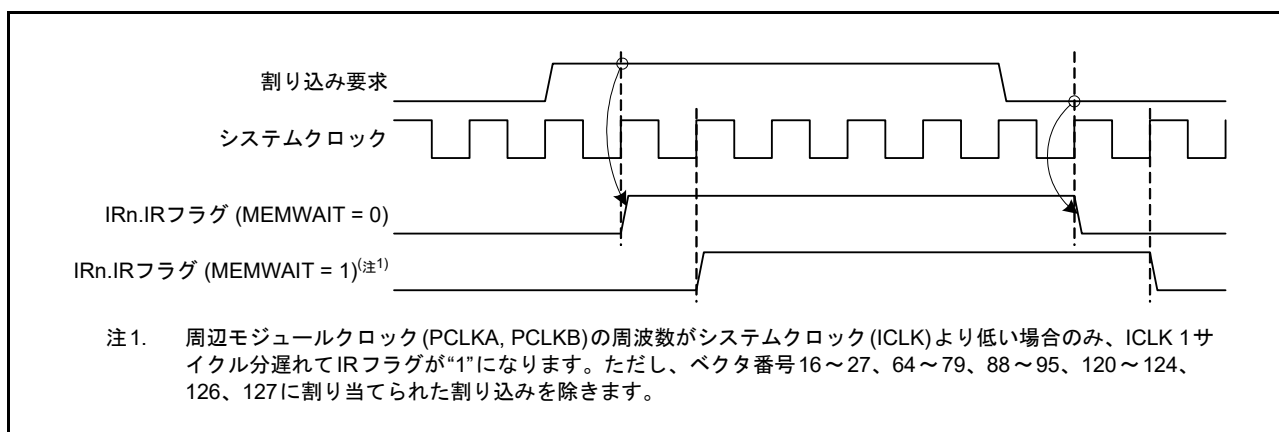 割り込み要求
システムクロック
IRn.IRフラグ (MEMWAIT = 0)
IRn.IRフラグ (MEMWAIT = 1)(注1)
注1. 周辺モジュールクロック(PCLKA, PCLKB)の周波数がシステムクロック(ICLK)より低い場合のみ、ICLK 1サ
イクル分遅れてIRフラグが“1”になります。ただし、ベクタ番号16～27、64～79、88～95、120～124、
126、127に割り当てられた割り込みを除きます。